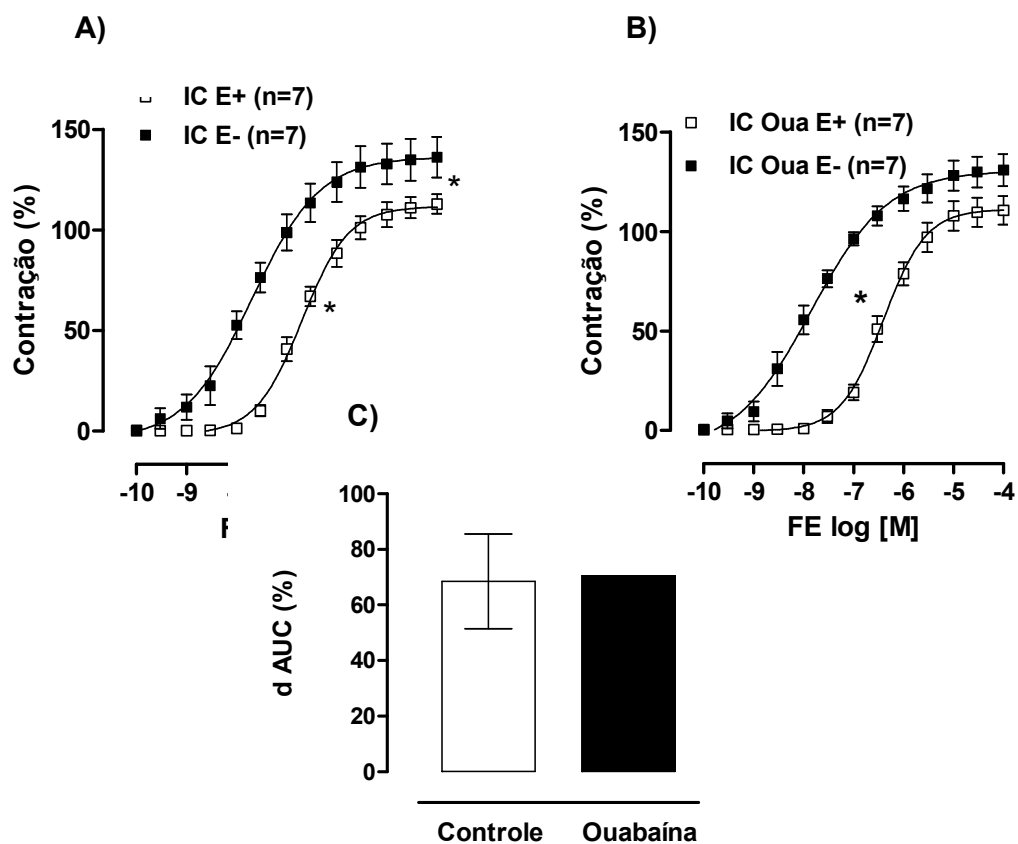 A)
IC E+ (n=7)
IC E- (n=7)
150
100
50
0
Contração (%)
*
*
-10 -9
B)
IC Oua E+ (n=7)
IC Oua E- (n=7)
150
100
50
0
Contração (%)
*
-10 -9 -8 -7 -6 -5 -4
FE log [M]
C)
100
80
60
40
20
0
d AUC (%)
Controle Ouabaína